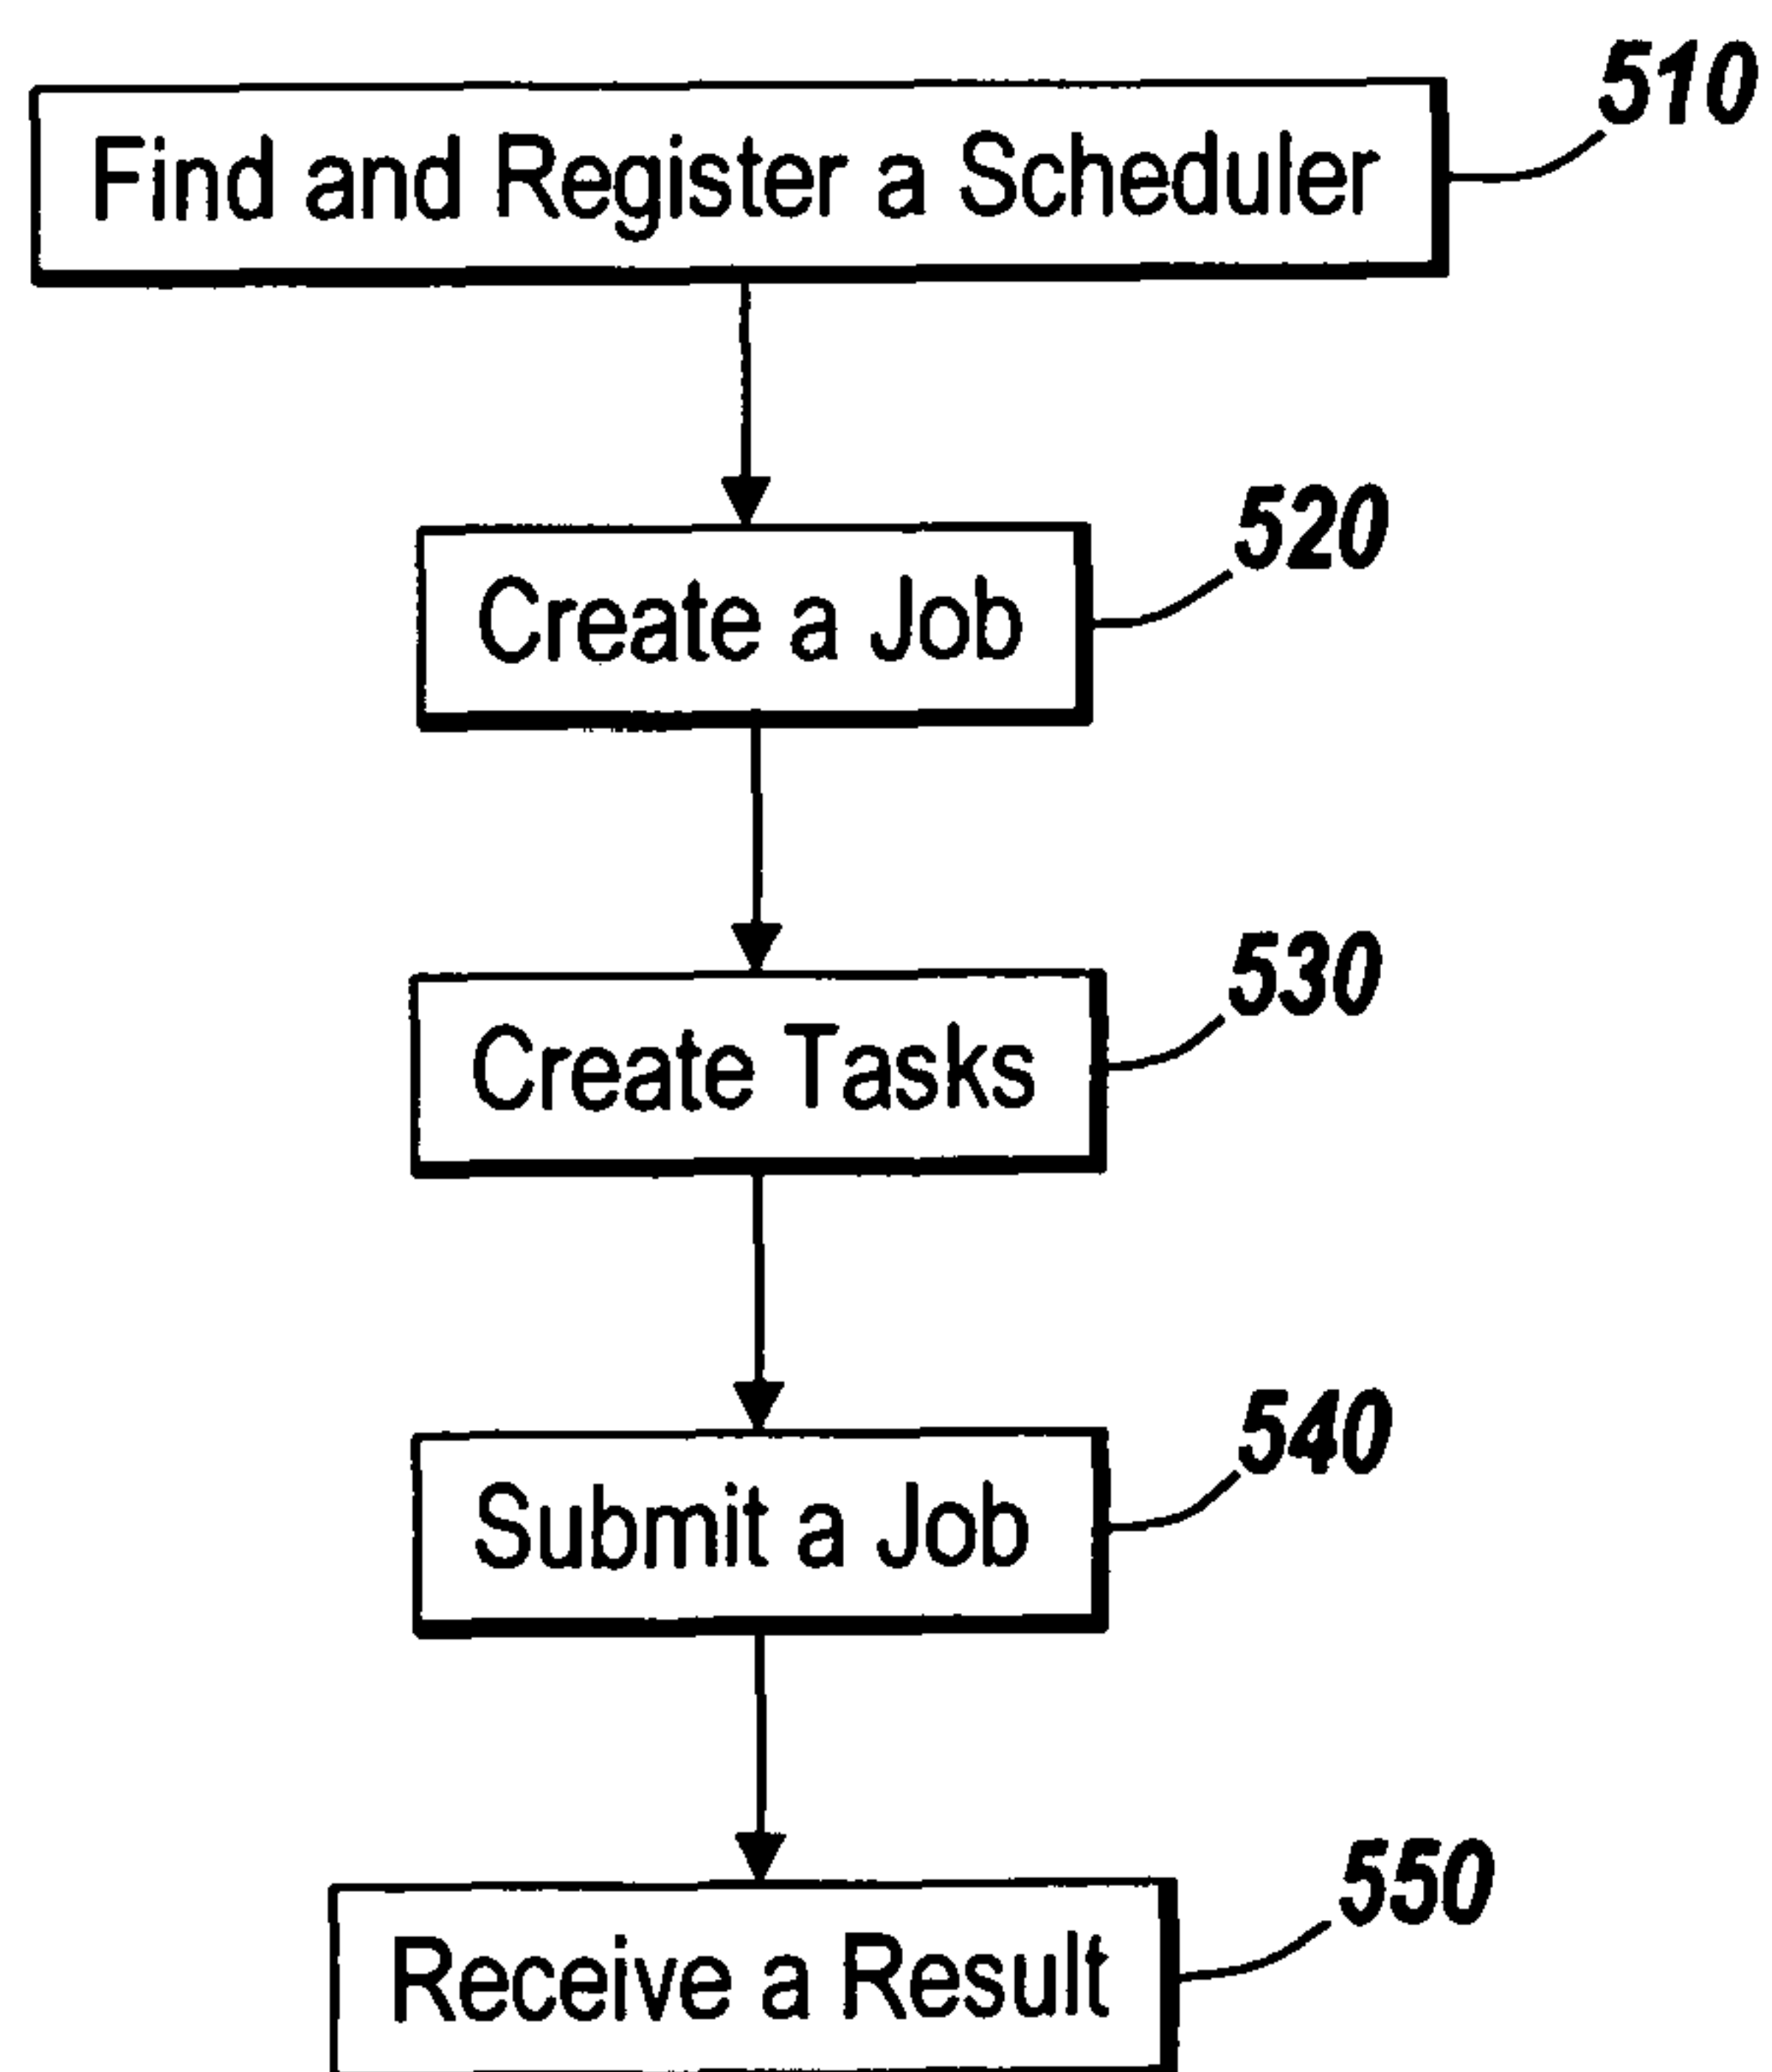 510
Find and Register a Scheduler
520
Create a Job
530
Create Tasks
540
Submit a Job
550
Receive a Result